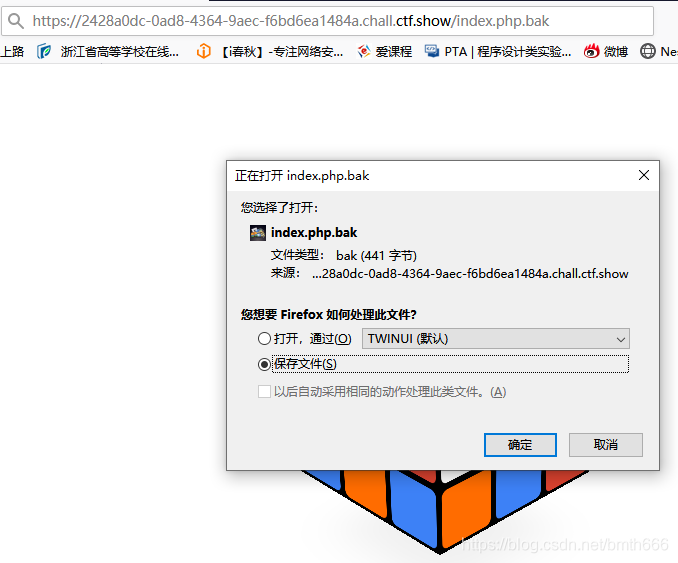 https://2428a0dc-0ad8-4364-9aec-f6bd6ea1484a.chall.ctf.show/index.php.bak
上路 浙江省高等学校在线... 【i春秋】-专注网络安... 爱课程 PTA | 程序设计类实验... 微博 Nes
正在打开 index.php.bak
您选择了打开:
index.php.bak
文件类型: bak (441 字节)
来源: ...28a0dc-0ad8-4364-9aec-f6bd6ea1484a.chall.ctf.show
您想要 Firefox 如何处理此文件?
打开，通过(O) TWINUI (默认)
保存文件(S)
以后自动采用相同的动作处理此类文件。(A)
确定 取消
https://blog.csdn.net/bmth666